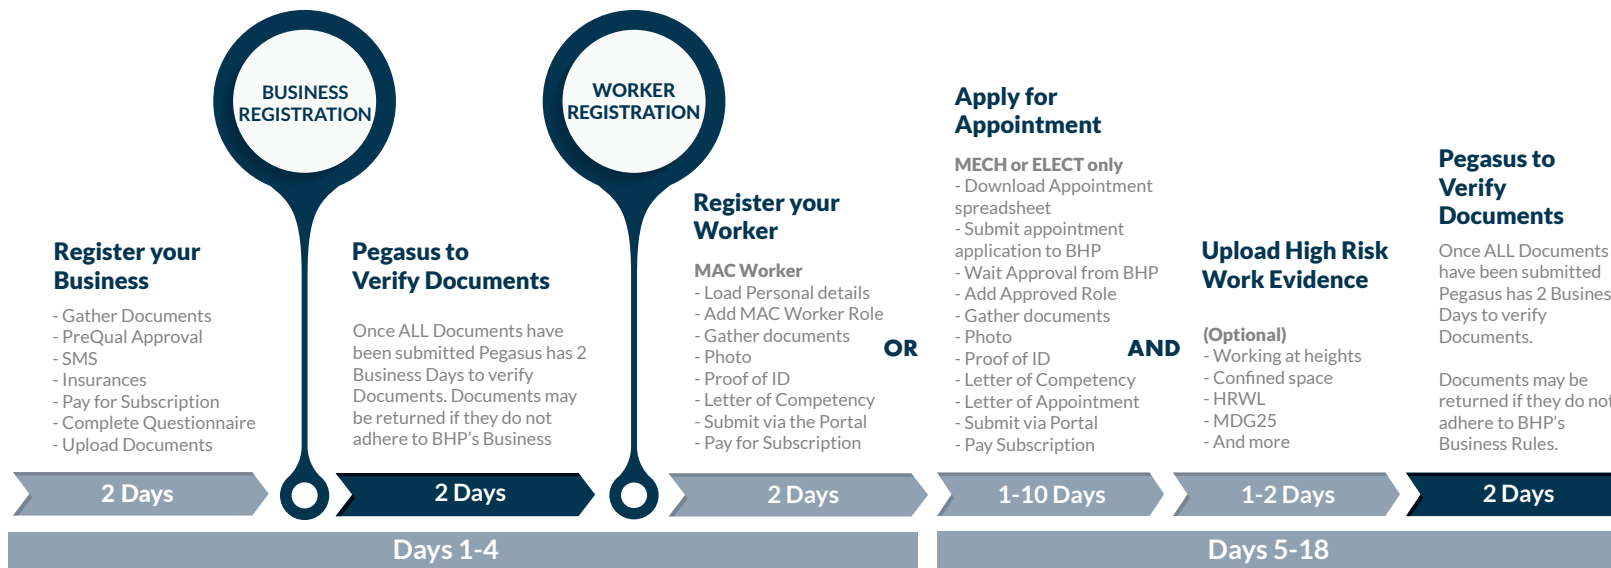 BUSINESS
REGISTRATION
WORKER
REGISTRATION
Register your
Business
- Gather Documents
- PreQual Approval
- SMS
- Insurances
- Pay for Subscription
- Complete Questionnaire
- Upload Documents
2 Days
Pegasus to
Verify Documents
Once ALL Documents have
been submitted Pegasus has 2
Business Days to verify
Documents. Documents may
be returned if they do not
adhere to BHP's Business
2 Days
Register your
Worker
MAC Worker
- Load Personal details
- Add MAC Worker Role
- Gather documents
- Photo
- Proof of ID
- Letter of Competency
- Submit via the Portal
- Pay for Subscription
2 Days
OR
Apply for
Appointment
MECH or ELECT only
- Download Appointment
spreadsheet
- Submit appointment
application to BHP
- Wait Approval from BHP
- Add Approved Role
- Gather documents
- Photo
- Proof of ID
- Letter of Competency
- Letter of Appointment
- Submit via Portal
- Pay Subscription
1-10 Days
AND
Upload High Risk
Work Evidence
(Optional)
- Working at heights
- Confined space
- HRWL
- MDG25
- And more
1-2 Days
Pegasus to
Verify
Documents
Once ALL Documents
have been submitted
Pegasus has 2 Busines
Days to verify
Documents.
Documents may be
returned if they do not
adhere to BHP's
Business Rules.
2 Days
Days 1-4
Days 5-18